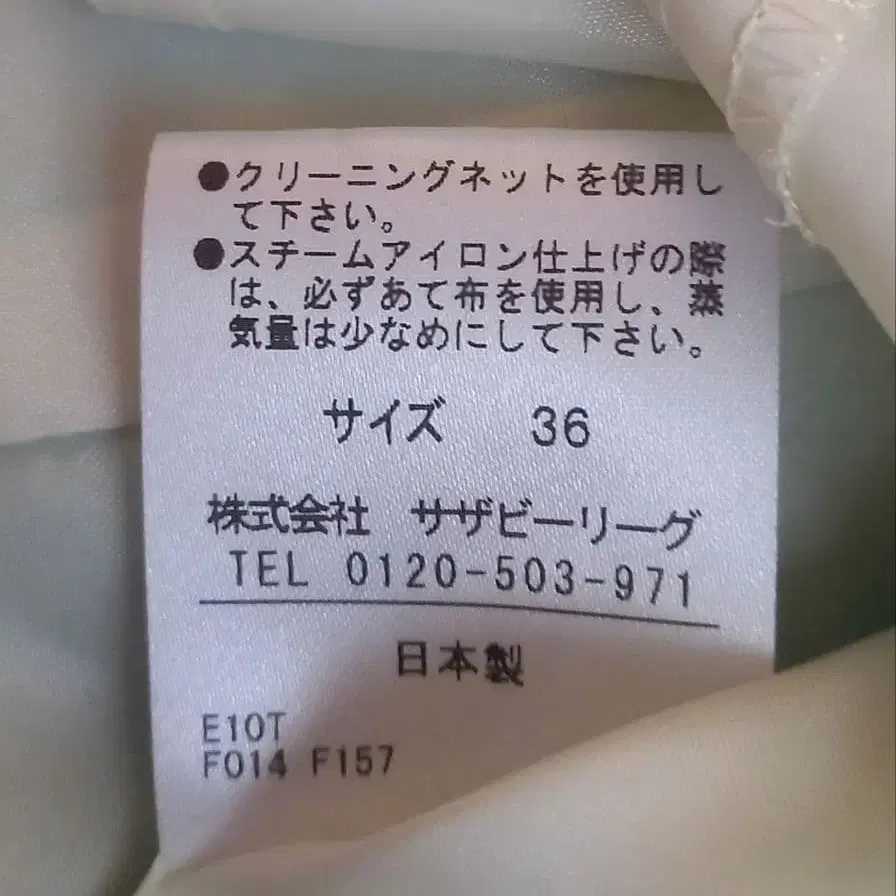 ●クリーニングネットを使用し
て下さい。
●スチームアイロン仕上げの際
は、必ずあて布を使用し、蒸
気量は少なめにして下さい。
サイズ 36
株式会社 サザビーリーグ
TEL 0120-503-971
日本製
E10T
F014 F157